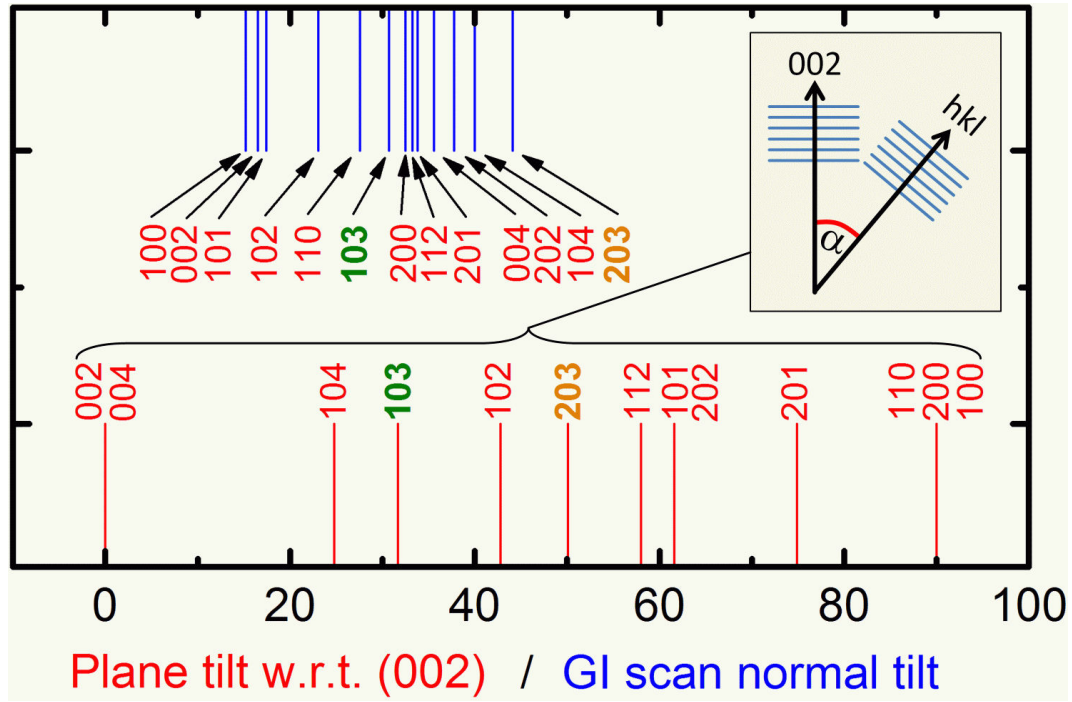 002
hkl
α
100 002 101 102 110 103 200 112 201 004 202 104 203
002 004 104 103 102 203 112 101 202 201 110 200 100
0 20 40 60 80 100
Plane tilt w.r.t. (002) / GI scan normal tilt